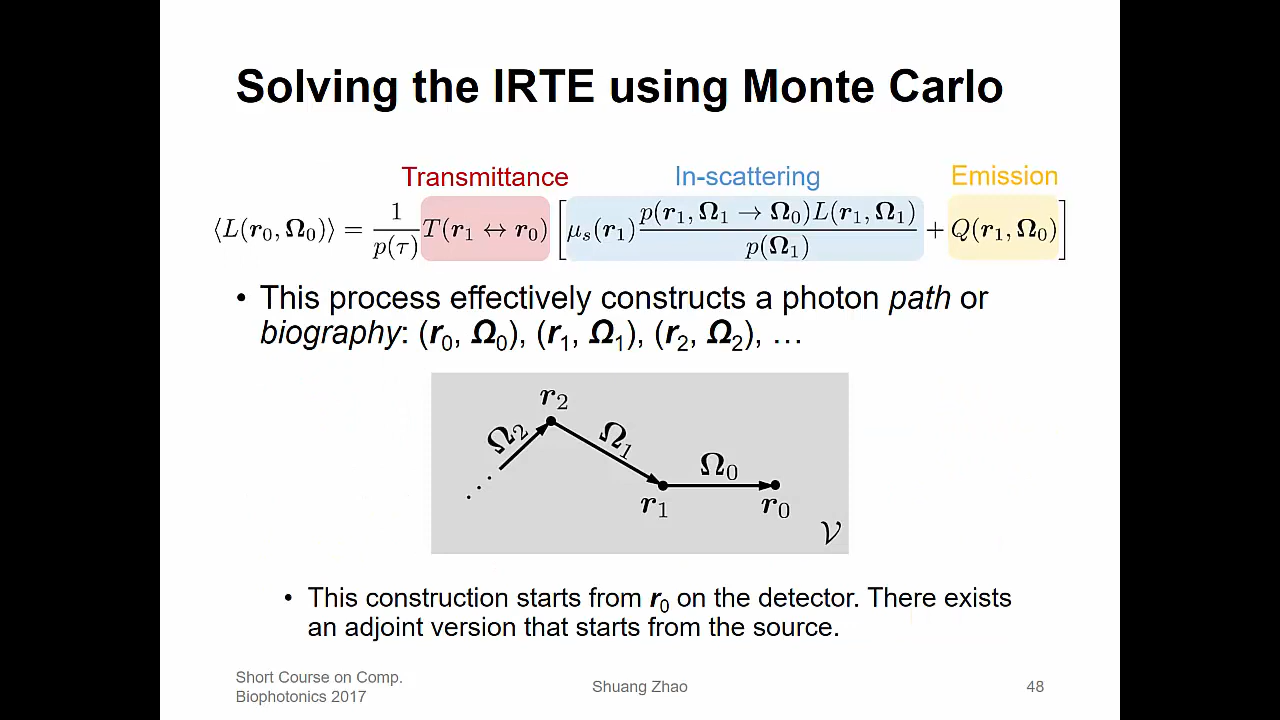 Solving the IRTE using Monte Carlo
Transmittance In-scattering Emission
⟨L(r₀, Ω₀)⟩ = 1/p(τ) T(r₁ ↔ r₀) [ μₛ(r₁) p(r₁, Ω₁ → Ω₀)L(r₁, Ω₁)/p(Ω₁) + Q(r₁, Ω₀) ]
• This process effectively constructs a photon path or
biography: (r₀, Ω₀), (r₁, Ω₁), (r₂, Ω₂), …
r₂
Ω₂
Ω₁
Ω₀
⋯
r₁
r₀
𝒱
• This construction starts from r₀ on the detector. There exists
an adjoint version that starts from the source.
Short Course on Comp.
Biophotonics 2017
Shuang Zhao
48